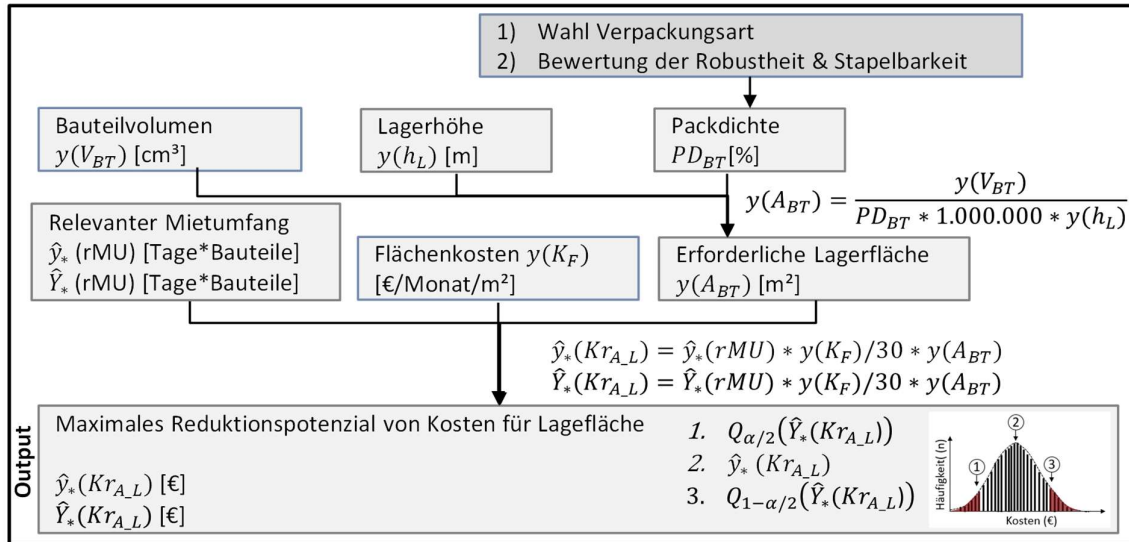 1) Wahl Verpackungsart
2) Bewertung der Robustheit & Stapelbarkeit
Bauteilvolumen
y(V_BT) [cm³]
Lagerhöhe
y(h_L) [m]
Packdichte
PD_BT[%]
y(A_BT) = y(V_BT) / (PD_BT * 1.000.000 * y(h_L))
Relevanter Mietumfang
ŷ_* (rMU) [Tage*Bauteile]
Ŷ_* (rMU) [Tage*Bauteile]
Flächenkosten y(K_F)
[€/Monat/m²]
Erforderliche Lagerfläche
y(A_BT) [m²]
ŷ_*(Kr_A_L) = ŷ_*(rMU) * y(K_F)/30 * y(A_BT)
Ŷ_*(Kr_A_L) = Ŷ_*(rMU) * y(K_F)/30 * y(A_BT)
Output
Maximales Reduktionspotenzial von Kosten für Lagefläche
ŷ_*(Kr_A_L) [€]
Ŷ_*(Kr_A_L) [€]
1. Q_α/2(Ŷ_*(Kr_A_L))
2. ŷ_* (Kr_A_L)
3. Q_1−α/2(Ŷ_*(Kr_A_L))
Häufigkeit( (n)
1
2
3
Kosten (€)